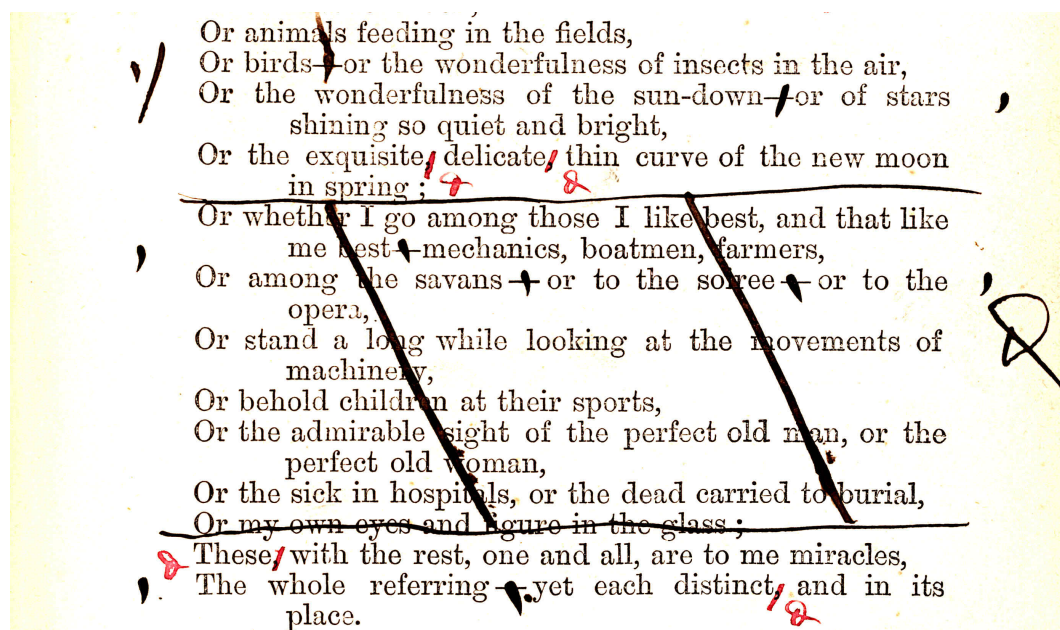 Or animals feeding in the fields,
Or birds—or the wonderfulness of insects in the air,
Or the wonderfulness of the sun-down—or of stars
shining so quiet and bright,
Or the exquisite, delicate, thin curve of the new moon
in spring;
Or whether I go among those I like best, and that like
me best—mechanics, boatmen, farmers,
Or among the savans—or to the soiree—or to the
opera,
Or stand a long while looking at the movements of
machinery,
Or behold children at their sports,
Or the admirable sight of the perfect old man, or the
perfect old woman,
Or the sick in hospitals, or the dead carried to burial,
Or my own eyes and figure in the glass;
These, with the rest, one and all, are to me miracles,
The whole referring—yet each distinct, and in its
place.